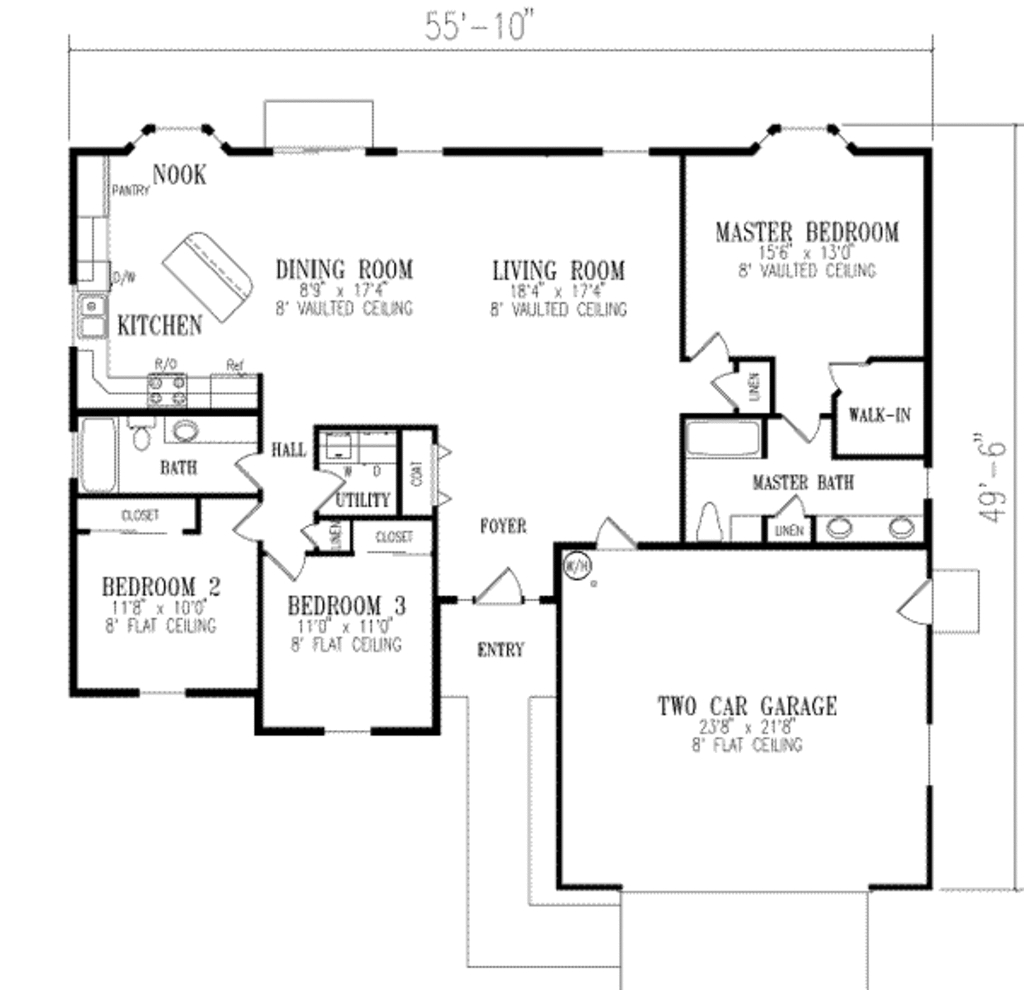 55'-10"
NOOK
PANTRY
MASTER BEDROOM
15'6" x 13'0"
8' VAULTED CEILING
DINING ROOM
8'9" x 17'4"
8' VAULTED CEILING
LIVING ROOM
18'4" x 17'4"
8' VAULTED CEILING
D/W
KITCHEN
R/O
Ref
LINEN
WALK-IN
HALL
BATH
W D
UTILITY
COAT
MASTER BATH
49'-6"
CLOSET
LINEN
CLOSET
FOYER
LINEN
W/H
BEDROOM 2
11'8" x 10'0"
8' FLAT CEILING
BEDROOM 3
11'0" x 11'0"
8' FLAT CEILING
ENTRY
TWO CAR GARAGE
23'8" x 21'8"
8' FLAT CEILING